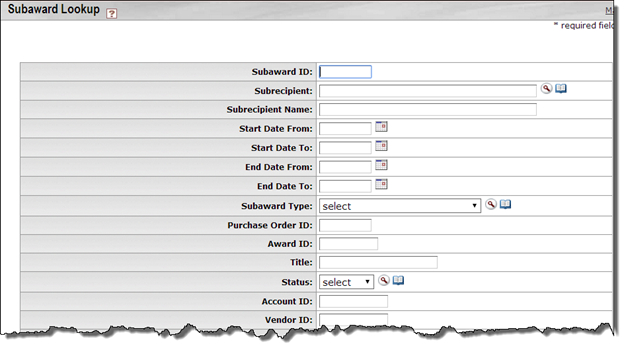 Subaward Lookup ?
* required field
Subaward ID:
Subrecipient:
Subrecipient Name:
Start Date From:
Start Date To:
End Date From:
End Date To:
Subaward Type: select
Purchase Order ID:
Award ID:
Title:
Status: select
Account ID:
Vendor ID: